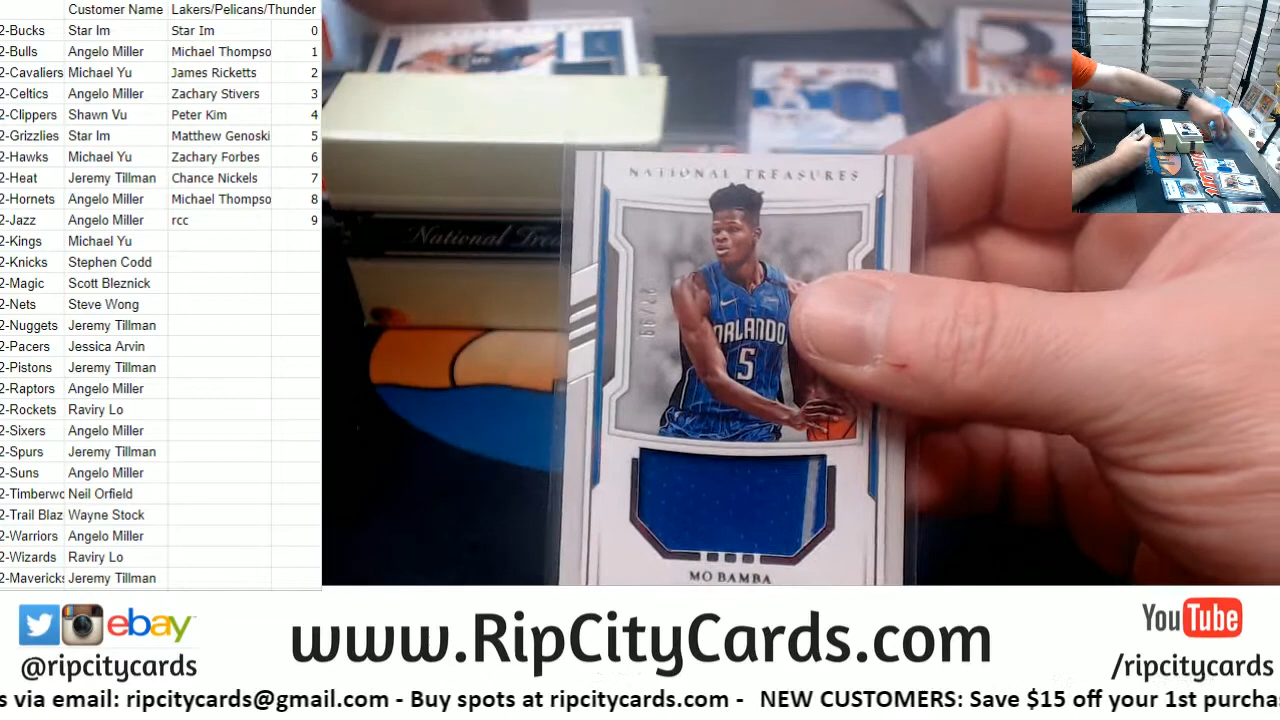 Customer Name Lakers/Pelicans/Thunder
2-Bucks Star Im Star Im 0
2-Bulls Angelo Miller Michael Thompso 1
2-Cavaliers Michael Yu James Ricketts 2
2-Celtics Angelo Miller Zachary Stivers 3
2-Clippers Shawn Vu Peter Kim 4
2-Grizzlies Star Im Matthew Genoski 5
2-Hawks Michael Yu Zachary Forbes 6
2-Heat Jeremy Tillman Chance Nickels 7
2-Hornets Angelo Miller Michael Thompso 8
2-Jazz Angelo Miller rcc 9
2-Kings Michael Yu
2-Knicks Stephen Codd
2-Magic Scott Bleznick
2-Nets Steve Wong
2-Nuggets Jeremy Tillman
2-Pacers Jessica Arvin
2-Pistons Jeremy Tillman
2-Raptors Angelo Miller
2-Rockets Raviry Lo
2-Sixers Angelo Miller
2-Spurs Jeremy Tillman
2-Suns Angelo Miller
2-Timberwo Neil Orfield
2-Trail Blaz Wayne Stock
2-Warriors Angelo Miller
2-Wizards Raviry Lo
2-Mavericks Jeremy Tillman
National Trea
NATIONAL TREASURES
ORLANDO
5
MO BAMBA
ebay
@ripcitycards
www.RipCityCards.com
YouTube
/ripcitycards
s via email: ripcitycards@gmail.com - Buy spots at ripcitycards.com - NEW CUSTOMERS: Save $15 off your 1st purcha